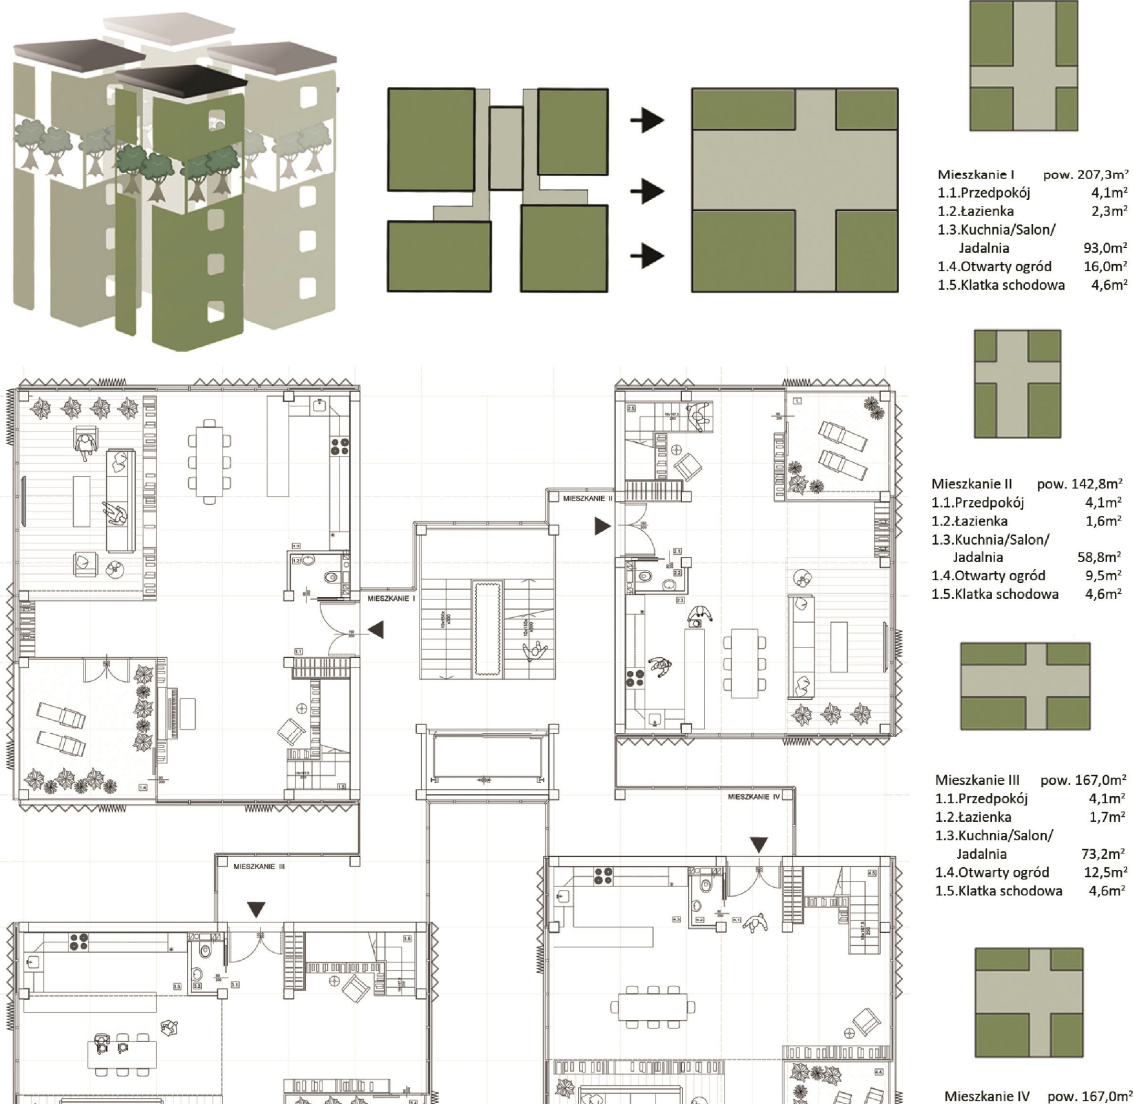 Mieszkanie I pow. 207,3m²
1.1.Przedpokój 4,1m²
1.2.Łazienka 2,3m²
1.3.Kuchnia/Salon/
Jadalnia 93,0m²
1.4.Otwarty ogród 16,0m²
1.5.Klatka schodowa 4,6m²
Mieszkanie II pow. 142,8m²
1.1.Przedpokój 4,1m²
1.2.Łazienka 1,6m²
1.3.Kuchnia/Salon/
Jadalnia 58,8m²
1.4.Otwarty ogród 9,5m²
1.5.Klatka schodowa 4,6m²
Mieszkanie III pow. 167,0m²
1.1.Przedpokój 4,1m²
1.2.Łazienka 1,7m²
1.3.Kuchnia/Salon/
Jadalnia 73,2m²
1.4.Otwarty ogród 12,5m²
1.5.Klatka schodowa 4,6m²
Mieszkanie IV pow. 167,0m²
MIESZKANIE II
MIESZKANIE I
MIESZKANIE IV
MIESZKANIE III